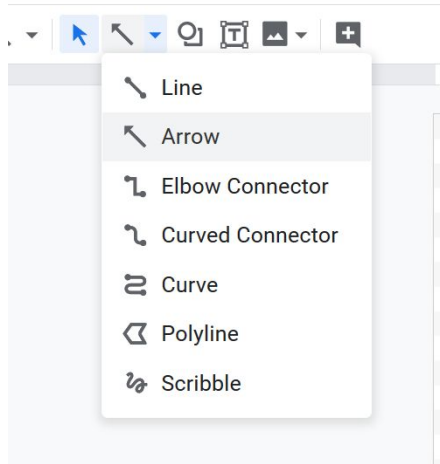 Line
Arrow
Elbow Connector
Curved Connector
Curve
Polyline
Scribble